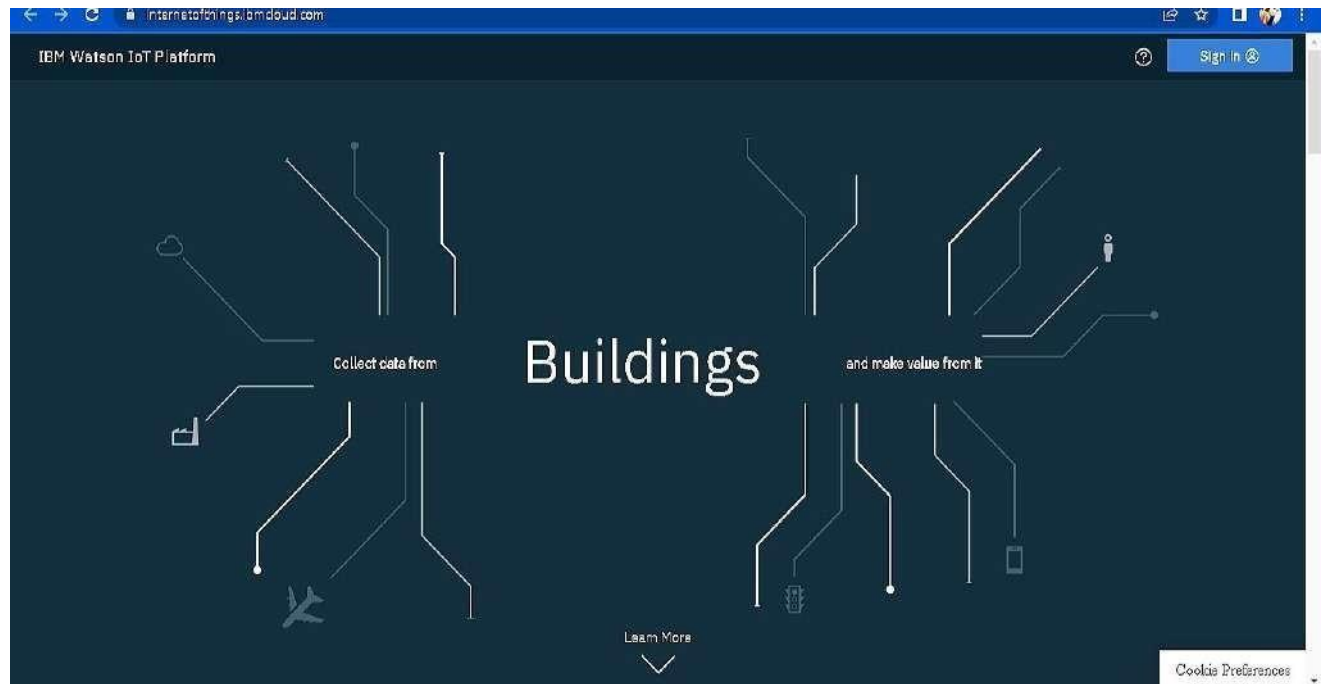 internetofthings.ibmcloud.com
IBM Watson IoT Platform
Sign in
Collect data from
Buildings
and make value from it
Learn More
Cookie Preferences